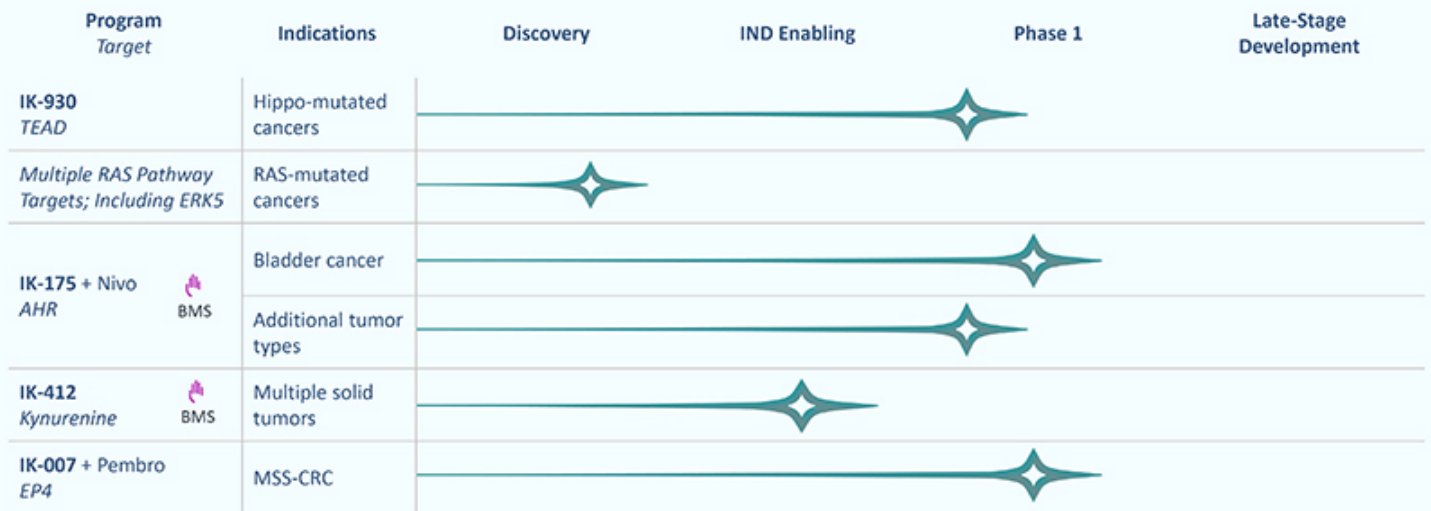 Program
Target
Indications
Discovery
IND Enabling
Phase 1
Late-Stage
Development
IK-930
TEAD
Hippo-mutated
cancers
Multiple RAS Pathway
Targets; Including ERK5
RAS-mutated
cancers
IK-175 + Nivo
AHR
BMS
Bladder cancer
Additional tumor
types
IK-412
Kynurenine
BMS
Multiple solid
tumors
IK-007 + Pembro
EP4
MSS-CRC